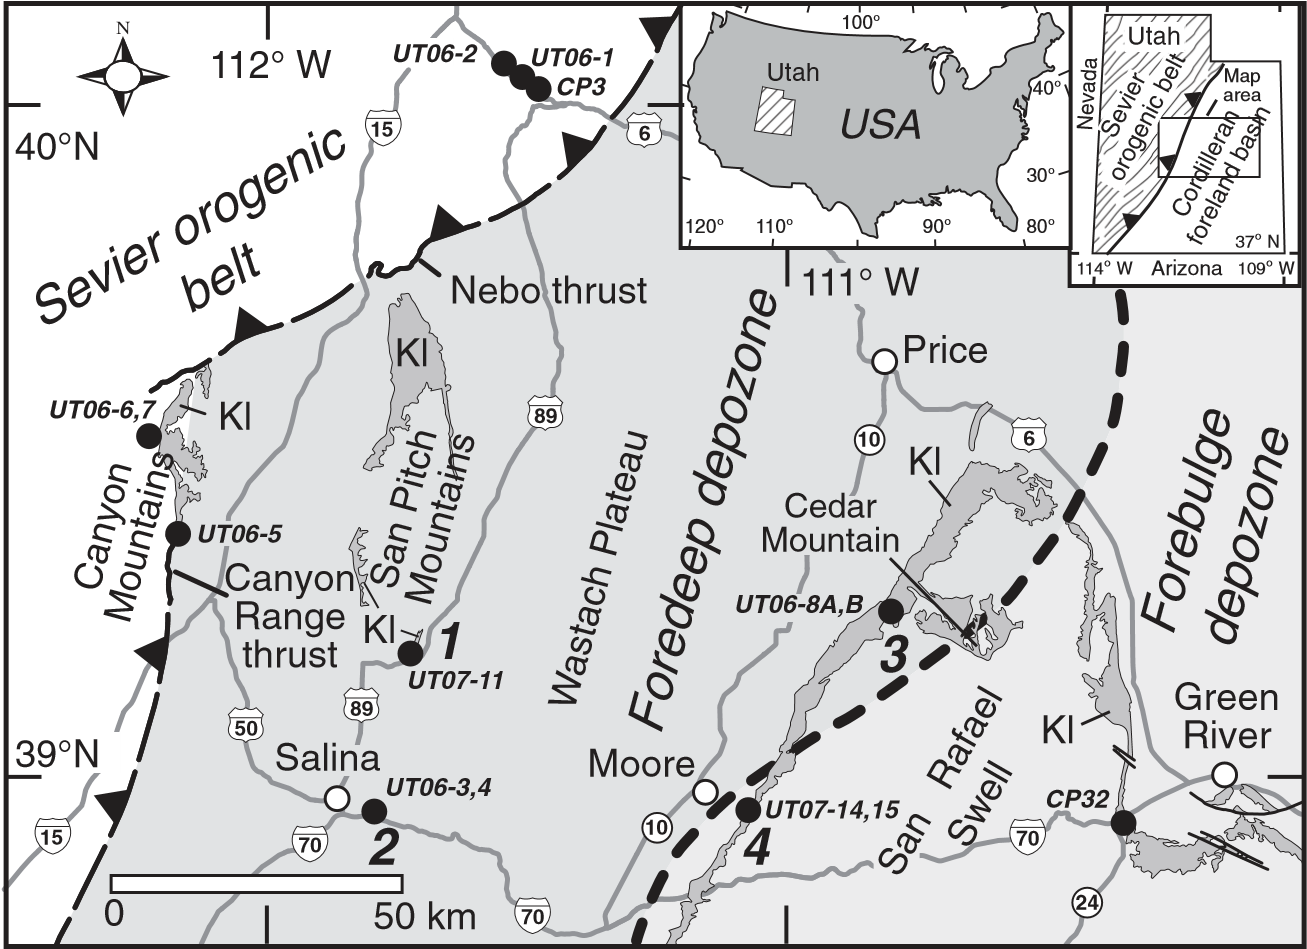 N
112° W
40°N
UT06-2
UT06-1
CP3
15
6
Sevier orogenic
belt
Nebo thrust
100°
Utah
USA
40°
30°
120°
110°
90°
80°
Utah
Nevada
Sevier
orogenic belt
Map
area
Cordilleran
foreland basin
37° N
114° W
Arizona
109° W
111° W
Kl
Price
UT06-6,7
Kl
89
10
6
Canyon
Mountains
San Pitch
Mountains
Wastach Plateau
Foredeep depozone
Kl
Cedar
Mountain
Forebulge
depozone
UT06-5
Canyon
Range
thrust
Kl
1
UT07-11
UT06-8A,B
3
39°N
50
89
Salina
UT06-3,4
2
Moore
10
UT07-14,15
4
San Rafael
Swell
Kl
Green
River
CP32
15
70
70
70
24
0
50 km